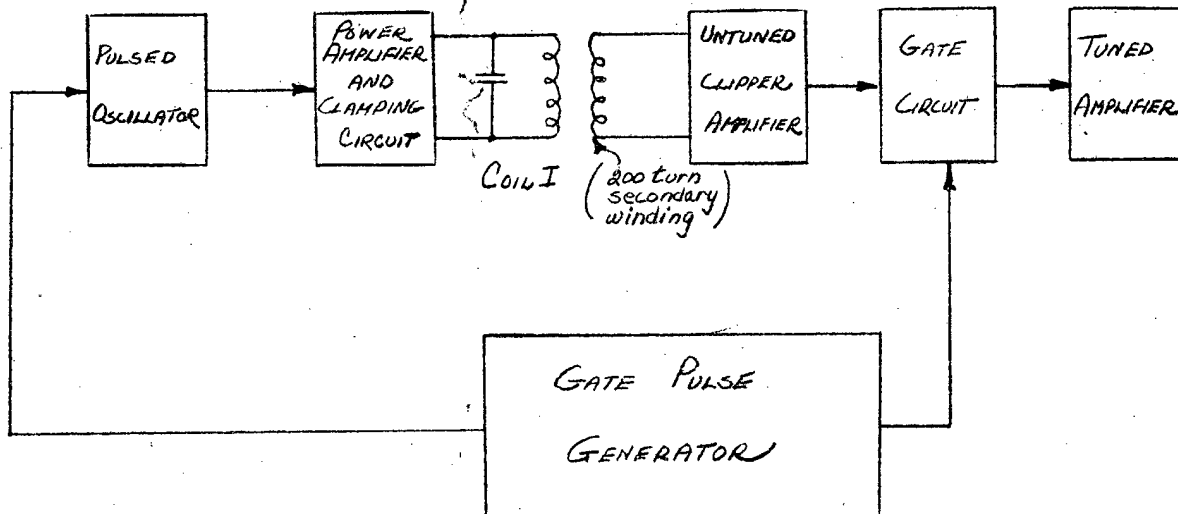 PULSED
OSCILLATOR
POWER
AMPLIFIER
AND
CLAMPING
CIRCUIT
COIL I
(200 turn
secondary
winding)
UNTUNED
CLIPPER
AMPLIFIER
GATE
CIRCUIT
TUNED
AMPLIFIER
GATE PULSE
GENERATOR